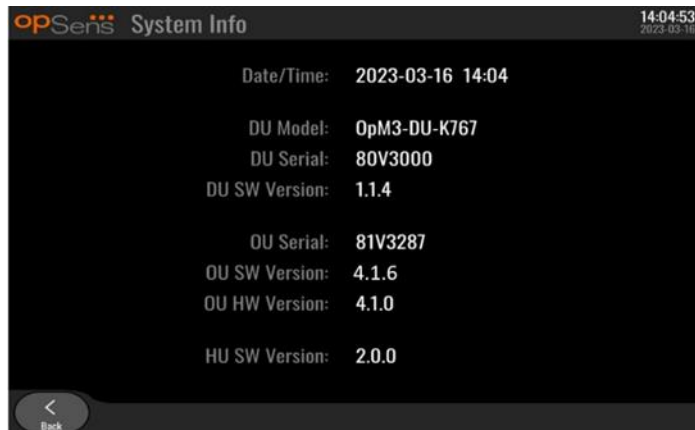 opSens System Info
14:04:53
2023-03-16
Date/Time: 2023-03-16 14:04
DU Model: OpM3-DU-K767
DU Serial: 80V3000
DU SW Version: 1.1.4
OU Serial: 81V3287
OU SW Version: 4.1.6
OU HW Version: 4.1.0
HU SW Version: 2.0.0
Back